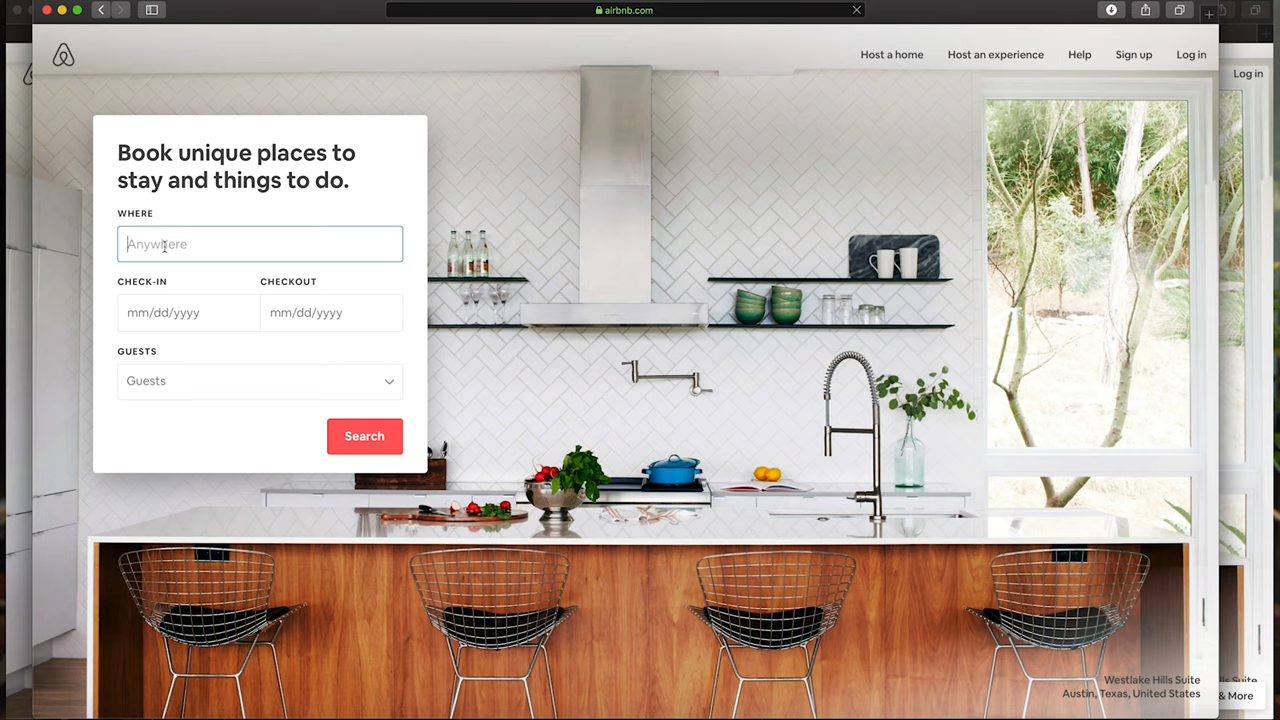 airbnb.com
Host a home
Host an experience
Help
Sign up
Log in
Log in
Book unique places to
stay and things to do.
WHERE
Anywhere
CHECK-IN
CHECKOUT
mm/dd/yyyy
mm/dd/yyyy
GUESTS
Guests
Search
Westlake Hills Suite
Austin, Texas, United States
Suite
& More